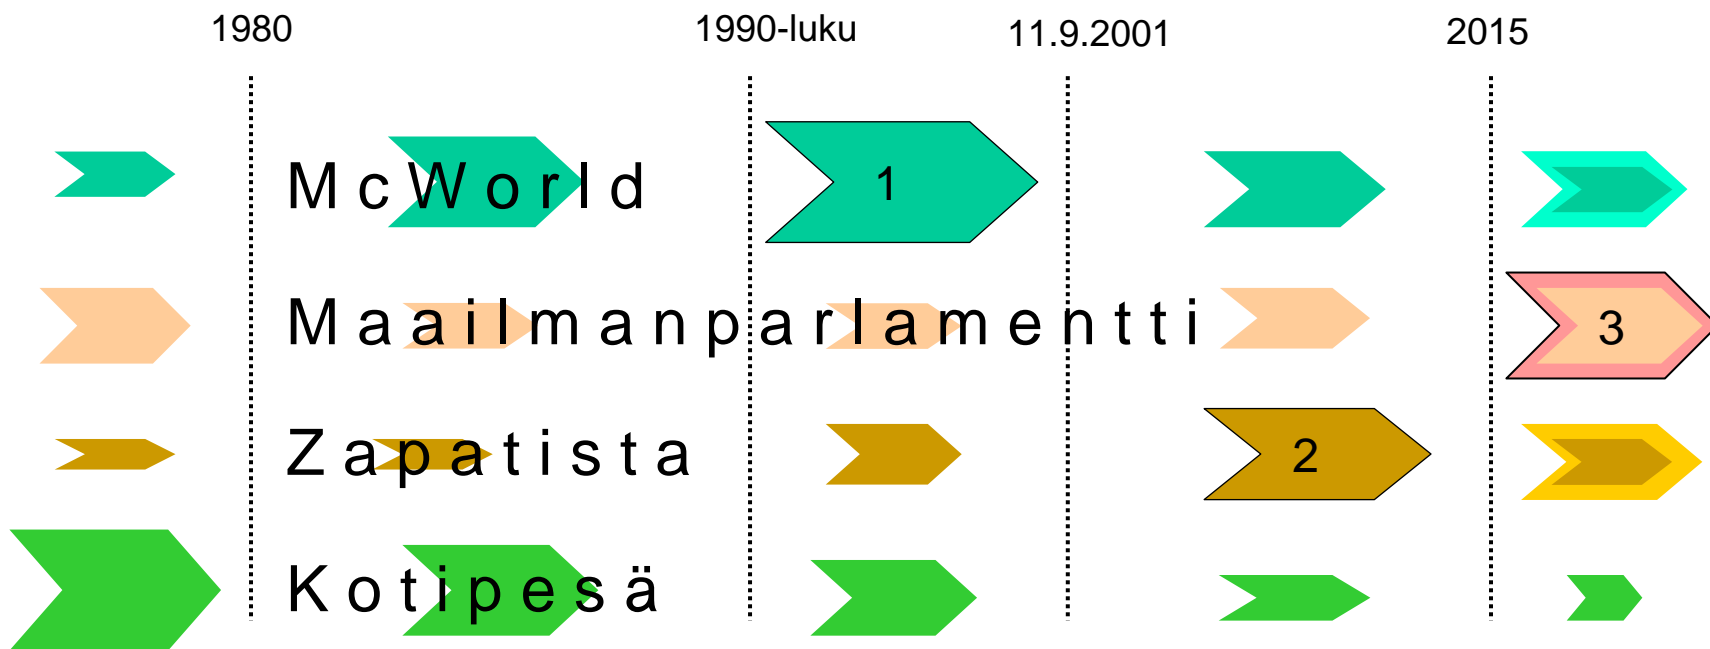 1980 1990-luku 11.9.2001 2015
McWorld 1
Maailmanparlamentti 3
Zapatista 2
Kotipesä